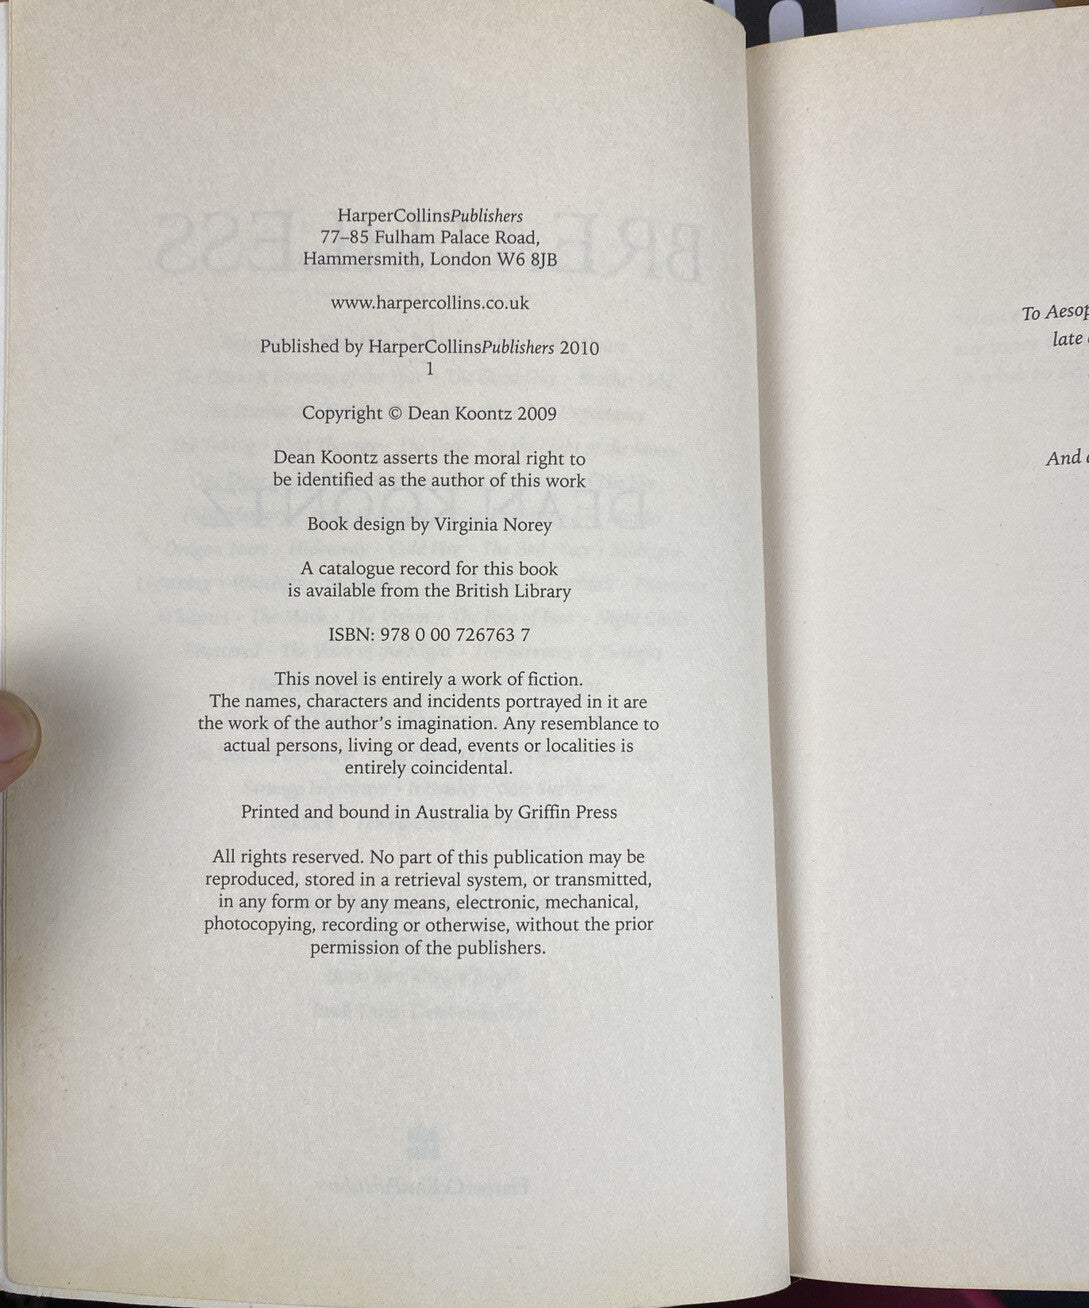 HarperCollinsPublishers
77–85 Fulham Palace Road,
Hammersmith, London W6 8JB
www.harpercollins.co.uk
Published by HarperCollinsPublishers 2010
1
Copyright © Dean Koontz 2009
Dean Koontz asserts the moral right to
be identified as the author of this work
Book design by Virginia Norey
A catalogue record for this book
is available from the British Library
ISBN: 978 0 00 726763 7
This novel is entirely a work of fiction.
The names, characters and incidents portrayed in it are
the work of the author's imagination. Any resemblance to
actual persons, living or dead, events or localities is
entirely coincidental.
Printed and bound in Australia by Griffin Press
All rights reserved. No part of this publication may be
reproduced, stored in a retrieval system, or transmitted,
in any form or by any means, electronic, mechanical,
photocopying, recording or otherwise, without the prior
permission of the publishers.
To Aesop
late
And